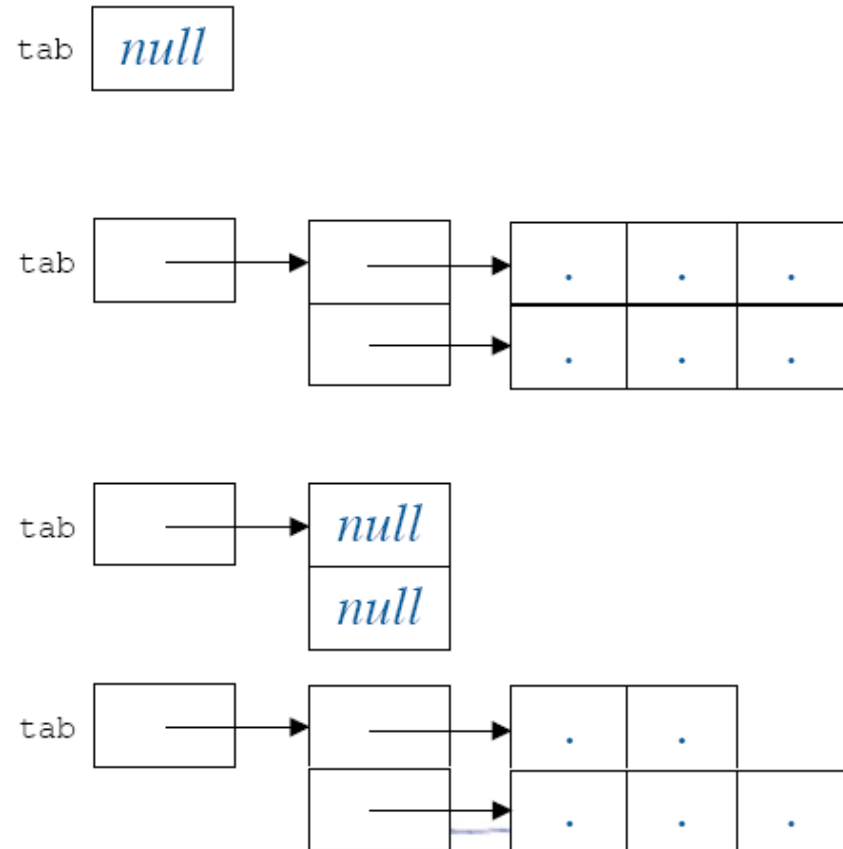 tab null
tab
. . .
. . .
tab null
null
tab
. .
. . .